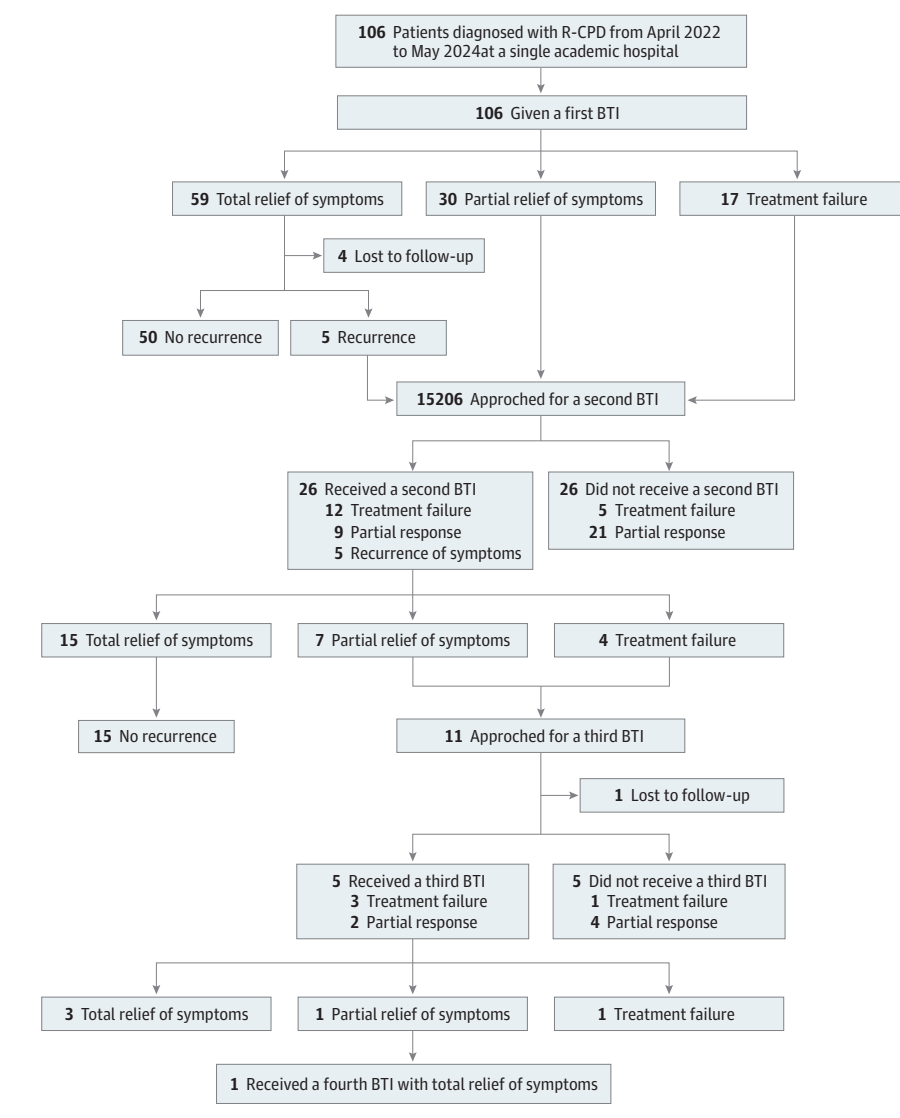 106 Patients diagnosed with R-CPD from April 2022
to May 2024at a single academic hospital
106 Given a first BTI
59 Total relief of symptoms
30 Partial relief of symptoms
17 Treatment failure
4 Lost to follow-up
50 No recurrence
5 Recurrence
15206 Approched for a second BTI
26 Received a second BTI
12 Treatment failure
9 Partial response
5 Recurrence of symptoms
26 Did not receive a second BTI
5 Treatment failure
21 Partial response
15 Total relief of symptoms
7 Partial relief of symptoms
4 Treatment failure
15 No recurrence
11 Approched for a third BTI
1 Lost to follow-up
5 Received a third BTI
3 Treatment failure
2 Partial response
5 Did not receive a third BTI
1 Treatment failure
4 Partial response
3 Total relief of symptoms
1 Partial relief of symptoms
1 Treatment failure
1 Received a fourth BTI with total relief of symptoms